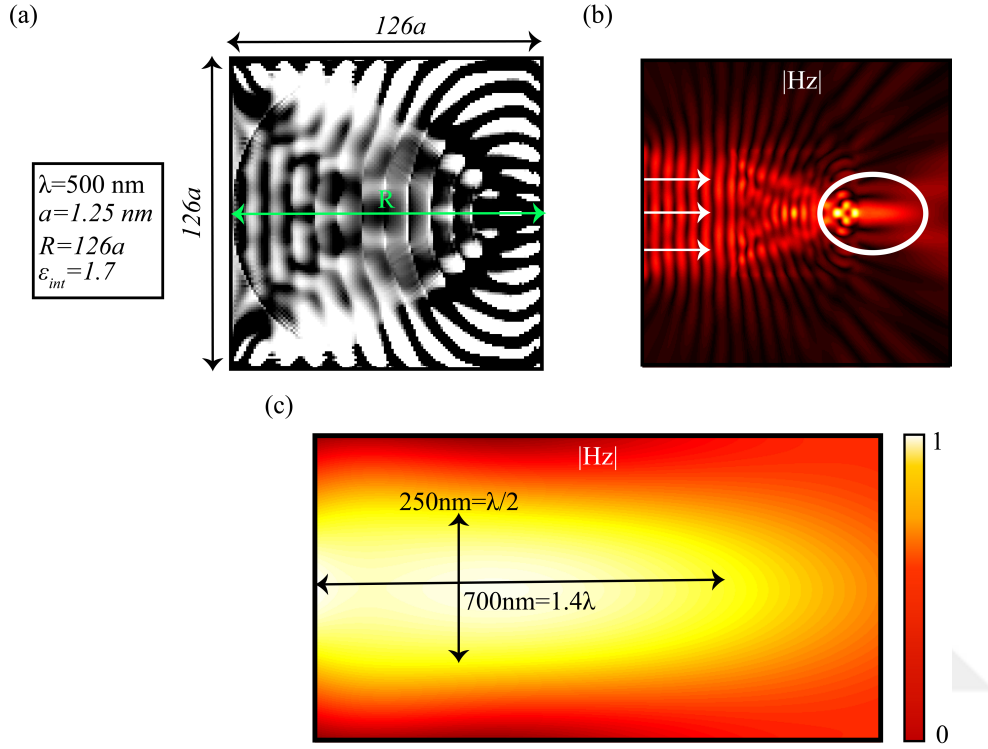 (a)
126a
126a
R
λ=500 nm
a=1.25 nm
R=126a
ε_int=1.7
(b)
|Hz|
(c)
|Hz|
250nm=λ/2
700nm=1.4λ
1
0